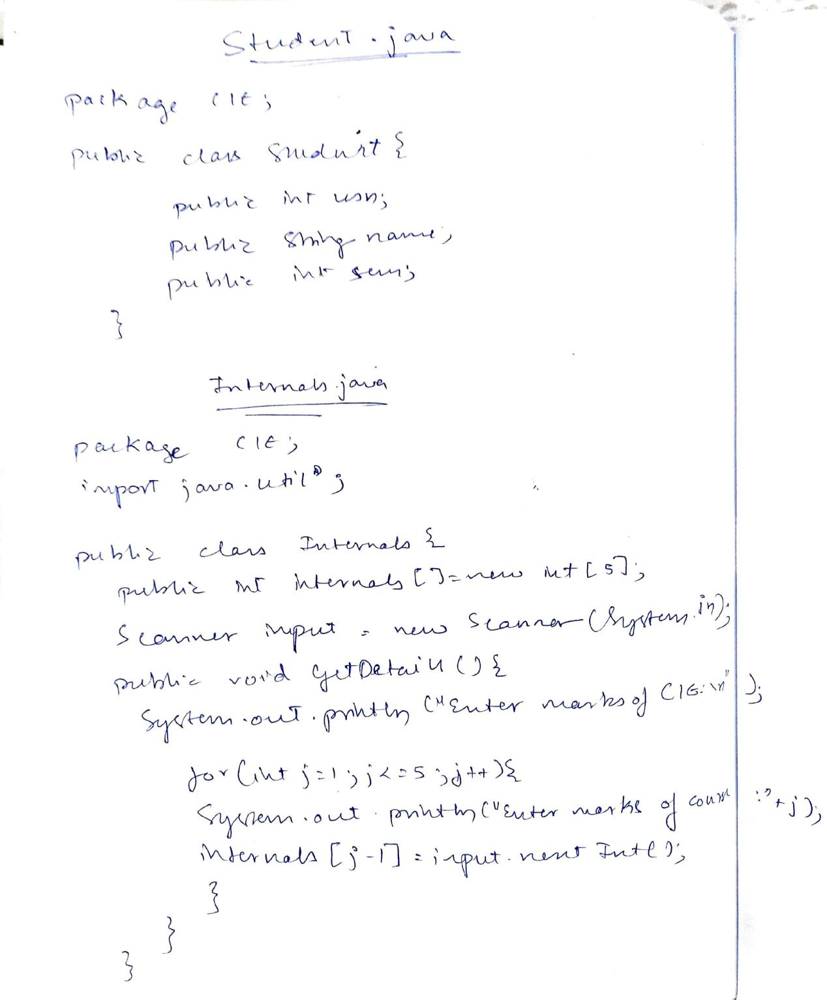 Student.java
package CIE;
public class Student {
public int usn;
public String name;
public int sem;
}
Internals.java
package CIE;
import java.util*;
public class Internals {
public int internals []=new int[5];
Scanner input = new Scanner (System.in);
public void getDetails(){
System.out.println ("Enter marks of CIE:\n");
for(int j=1;j<=5;j++){
System.out.println("Enter marks of course :"+j);
internals [j-1] = input.next Int();
}
}
}